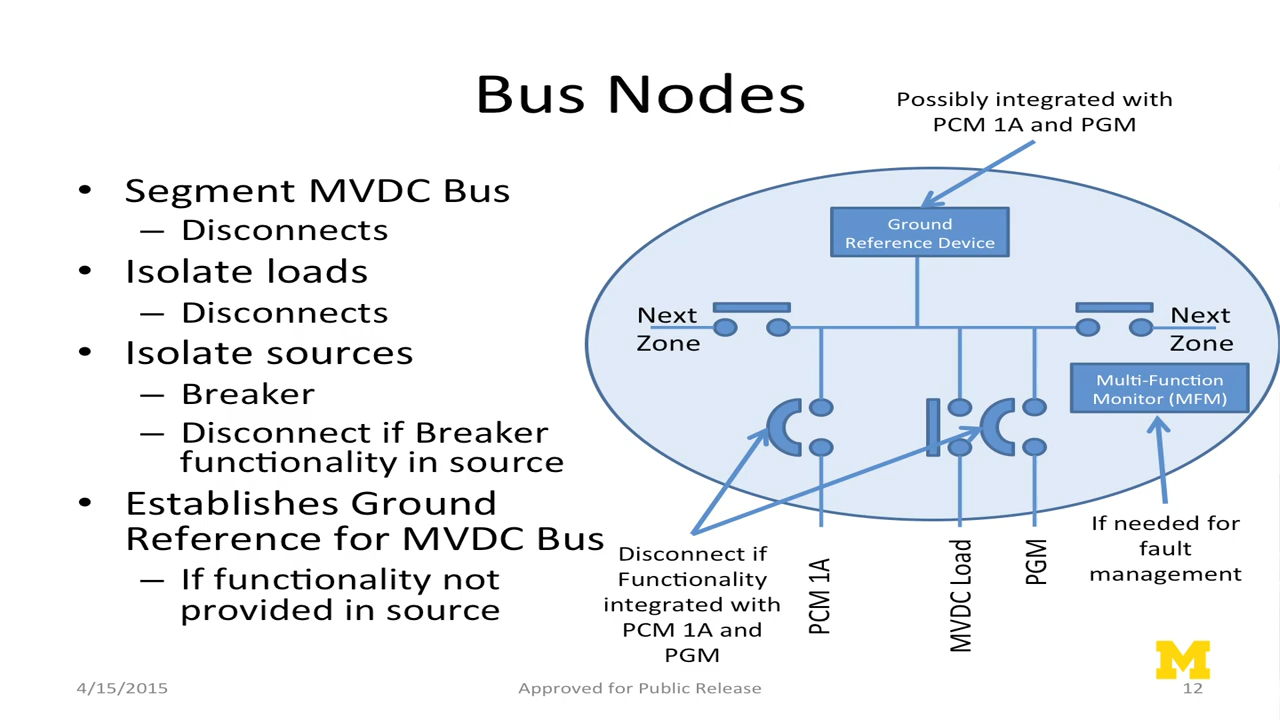 Bus Nodes
• Segment MVDC Bus
– Disconnects
• Isolate loads
– Disconnects
• Isolate sources
– Breaker
– Disconnect if Breaker
functionality in source
• Establishes Ground
Reference for MVDC Bus
– If functionality not
provided in source
Possibly integrated with
PCM 1A and PGM
Ground
Reference Device
Next
Zone
Next
Zone
Multi-Function
Monitor (MFM)
If needed for
fault
management
Disconnect if
Functionality
integrated with
PCM 1A and
PGM
PCM 1A
MVDC Load
PGM
M
4/15/2015
Approved for Public Release
12